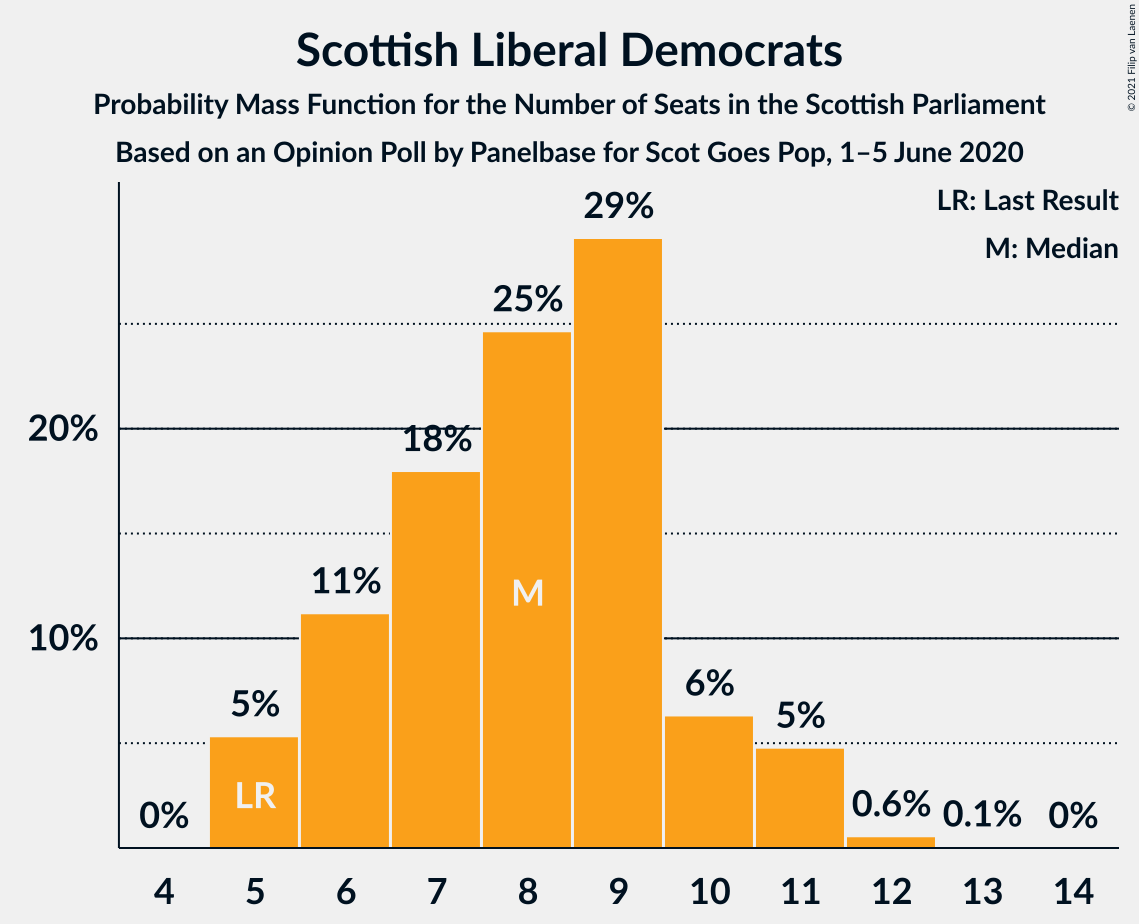 Scottish Liberal Democrats
Probability Mass Function for the Number of Seats in the Scottish Parliament
Based on an Opinion Poll by Panelbase for Scot Goes Pop, 1–5 June 2020
© 2021 Filip van Laenen
LR: Last Result
M: Median
29%
25%
20%
18%
11%
M
10%
6%
5%
5%
LR
0%
0.6%
0.1%
0%
4 5 6 7 8 9 10 11 12 13 14